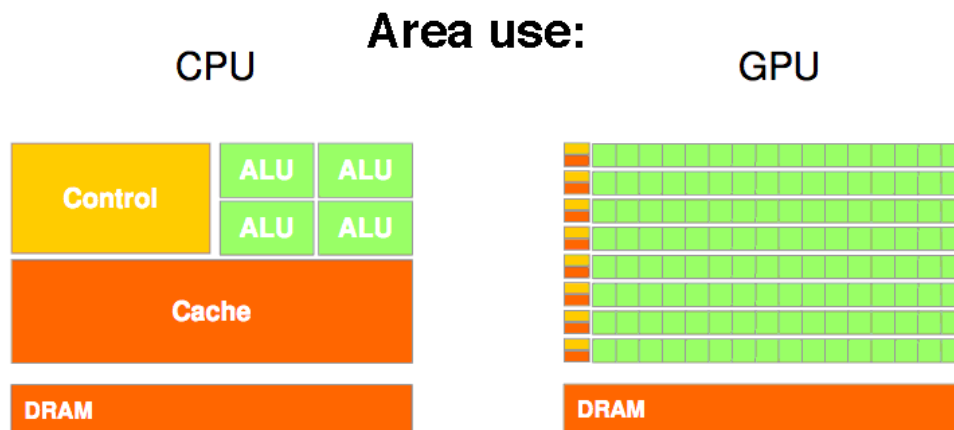 Area use:
CPU
GPU
Control
ALU
ALU
ALU
ALU
Cache
DRAM
DRAM